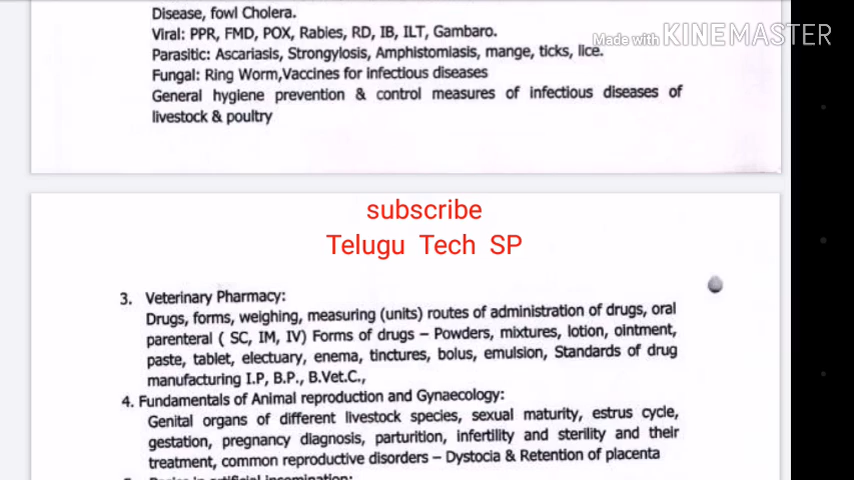 Disease, fowl Cholera.
Viral: PPR, FMD, POX, Rabies, RD, IB, ILT, Gambaro.
Made with KINEMASTER
Parasitic: Ascariasis, Strongylosis, Amphistomiasis, mange, ticks, lice.
Fungal: Ring Worm,Vaccines for infectious diseases
General hygiene prevention & control measures of infectious diseases of
livestock & poultry
subscribe
Telugu Tech SP
3. Veterinary Pharmacy:
Drugs, forms, weighing, measuring (units) routes of administration of drugs, oral
parenteral ( SC, IM, IV) Forms of drugs – Powders, mixtures, lotion, ointment,
paste, tablet, electuary, enema, tinctures, bolus, emulsion, Standards of drug
manufacturing I.P, B.P., B.Vet.C.,
4. Fundamentals of Animal reproduction and Gynaecology:
Genital organs of different livestock species, sexual maturity, estrus cycle,
gestation, pregnancy diagnosis, parturition, infertility and sterility and their
treatment, common reproductive disorders – Dystocia & Retention of placenta